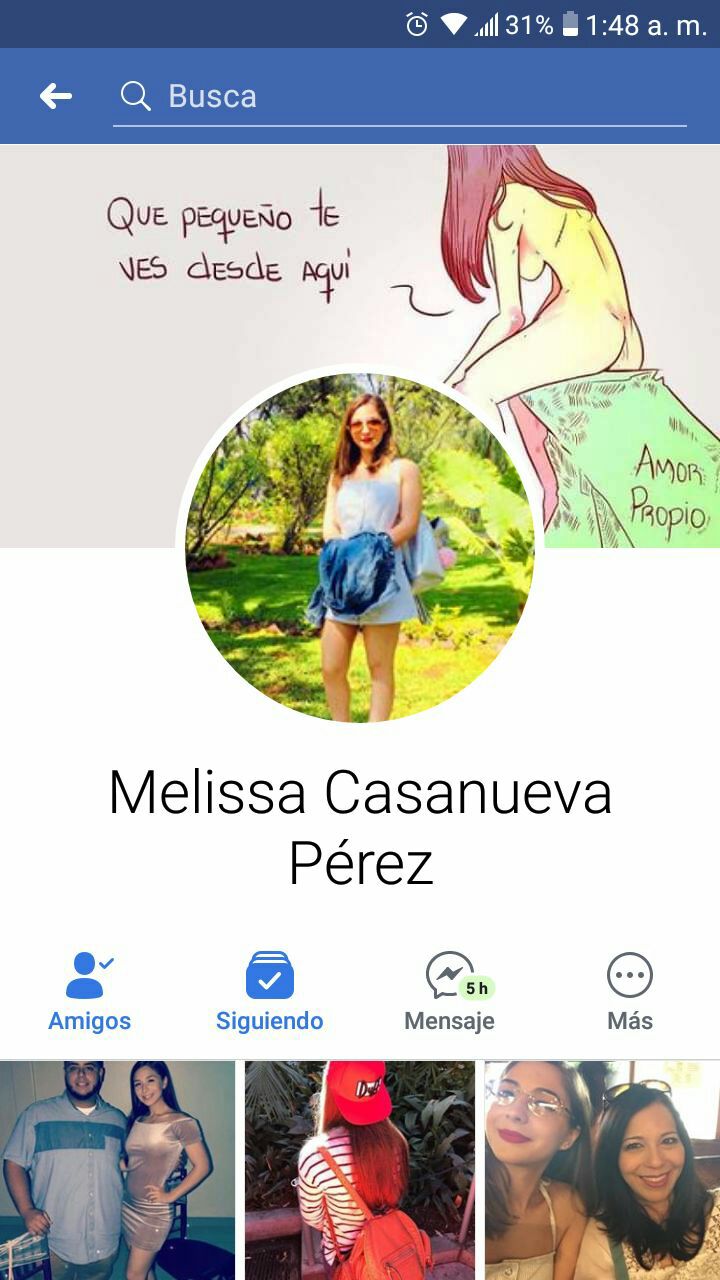 31% 1:48 a. m.
Busca
QUE PEQUEÑO TE
VES DESDE AQUÍ
AMOR
PROPIO
Melissa Casanueva
Pérez
5 h
Amigos Siguiendo Mensaje Más